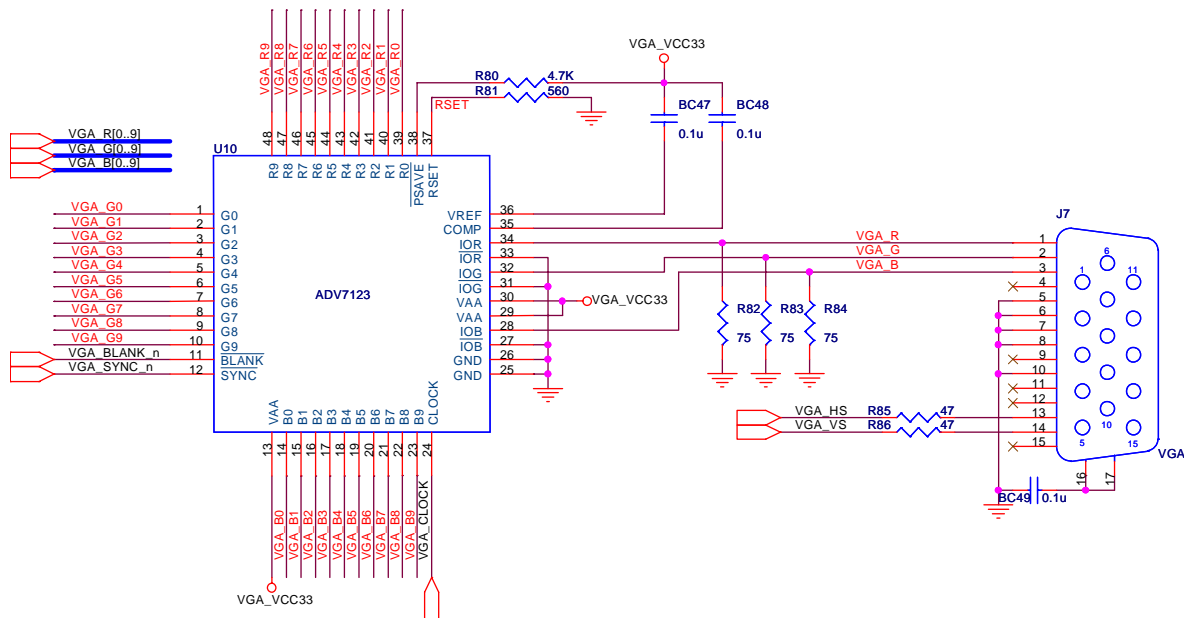 VGA_VCC33
VGA_R9
VGA_R8
VGA_R7
VGA_R6
VGA_R5
VGA_R4
VGA_R3
VGA_R2
VGA_R1
VGA_R0
R80 4.7K
R81 560
RSET
BC47
0.1u
BC48
0.1u
48
47
46
45
44
43
42
41
40
39
38
37
VGA_R[0..9]
VGA_G[0..9]
VGA_B[0..9]
U10
R9
R8
R7
R6
R5
R4
R3
R2
R1
R0
PSAVE
RSET
VGA_G0 1 G0
VGA_G1 2 G1
VGA_G2 3 G2
VGA_G3 4 G3
VGA_G4 5 G4
VGA_G5 6 G5
VGA_G6 7 G6
VGA_G7 8 G7
VGA_G8 9 G8
VGA_G9 10 G9
VGA_BLANK_n 11 BLANK
VGA_SYNC_n 12 SYNC
ADV7123
VREF 36
COMP 35
IOR 34
IOR 33
IOG 32
IOG 31
VAA 30
VAA 29
IOB 28
IOB 27
GND 26
GND 25
VGA_VCC33
VGA_R
VGA_G
VGA_B
R82
75
R83
75
R84
75
VAA
B0
B1
B2
B3
B4
B5
B6
B7
B8
B9
CLOCK
13
14
15
16
17
18
19
20
21
22
23
24
VGA_B0
VGA_B1
VGA_B2
VGA_B3
VGA_B4
VGA_B5
VGA_B6
VGA_B7
VGA_B8
VGA_B9
VGA_CLOCK
VGA_VCC33
VGA_HS R85 47
VGA_VS R86 47
J7
1
2
3
4
5
6
7
8
9
10
11
12
13
14
15
6
1
11
5
10
15
VGA
16
17
BC49 0.1u